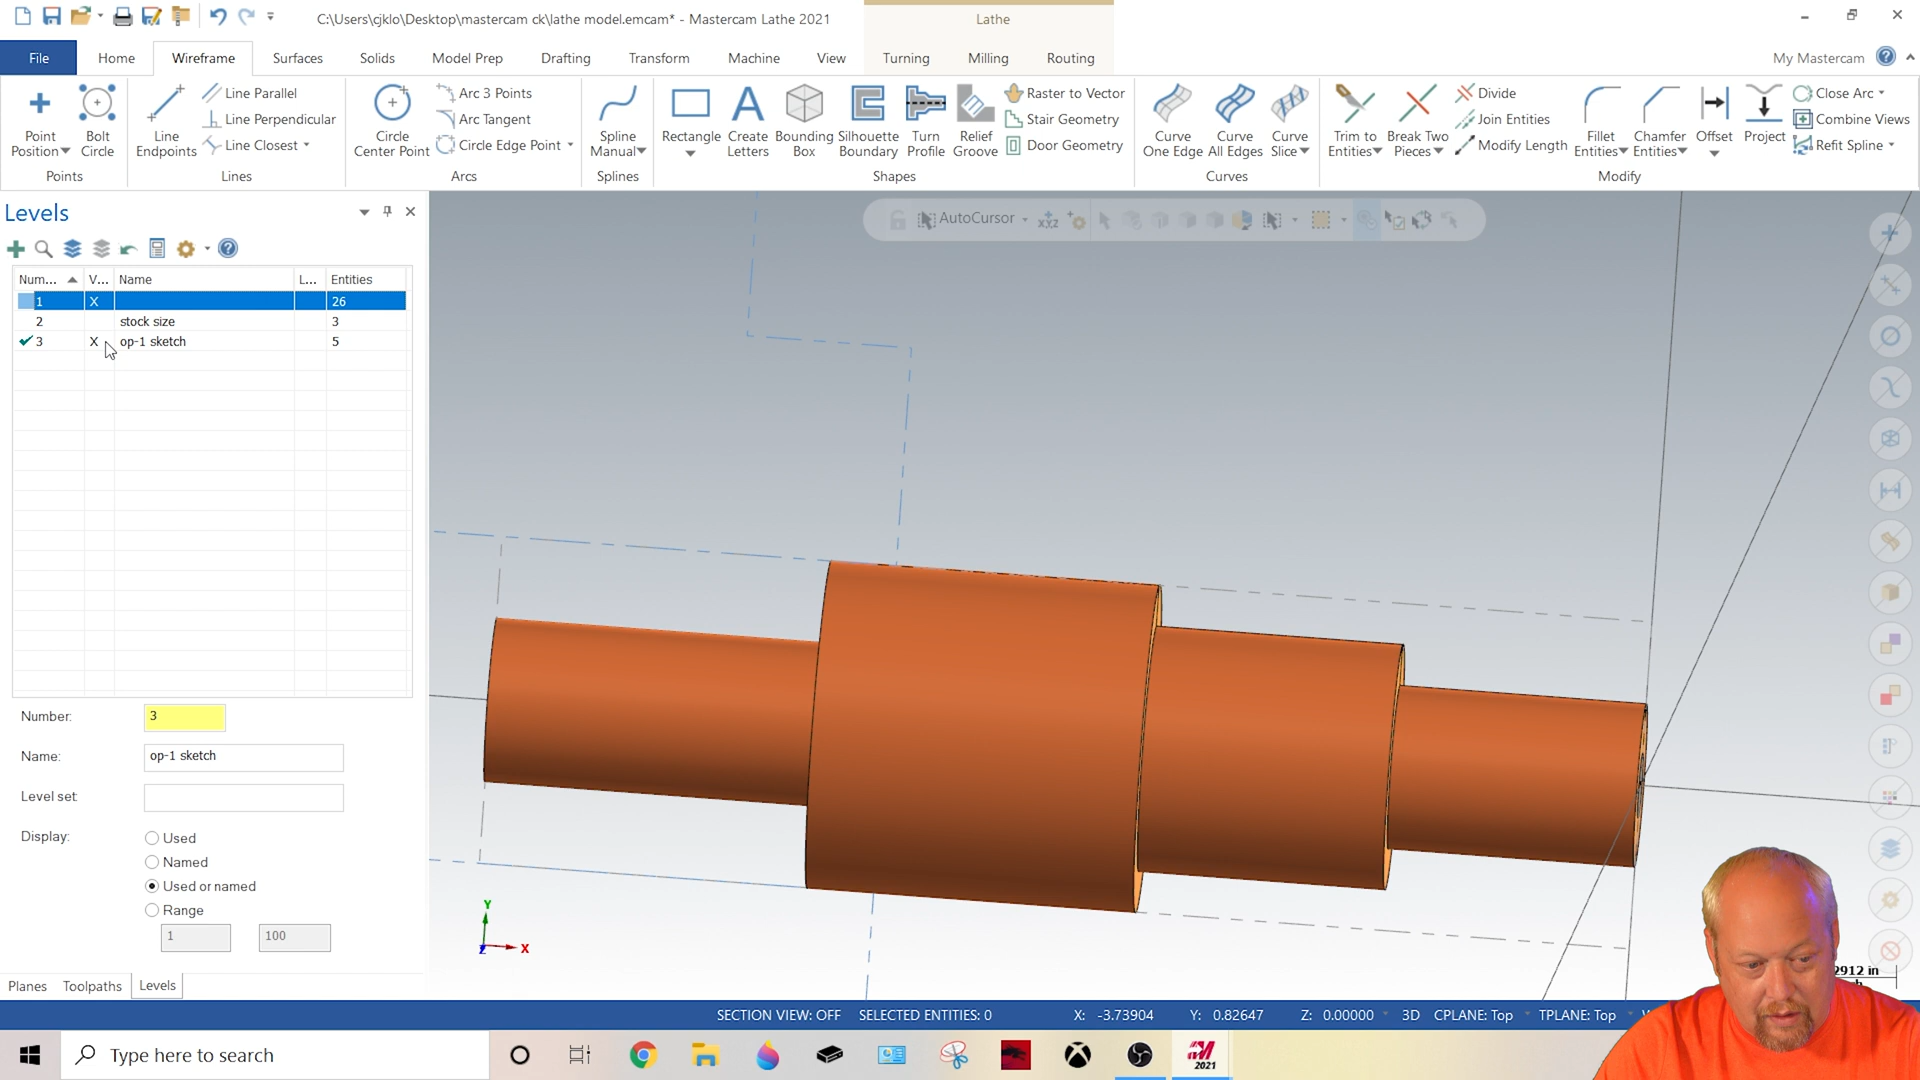 C:\Users\cjklo\Desktop\mastercam ck\lathe model.emcam* - Mastercam Lathe 2021
Lathe
File
Home
Wireframe
Surfaces
Solids
Model Prep
Drafting
Transform
Machine
View
Turning
Milling
Routing
My Mastercam
Point Position
Bolt Circle
Line Endpoints
Line Parallel
Line Perpendicular
Line Closest
Circle Center Point
Arc 3 Points
Arc Tangent
Circle Edge Point
Spline Manual
Rectangle
Create Letters
Bounding Box
Silhouette Boundary
Turn Profile
Relief Groove
Raster to Vector
Stair Geometry
Door Geometry
Curve One Edge
Curve All Edges
Curve Slice
Trim to Entities
Break Two Pieces
Divide
Join Entities
Modify Length
Fillet Entities
Chamfer Entities
Offset
Project
Close Arc
Combine Views
Refit Spline
Points
Lines
Arcs
Splines
Shapes
Curves
Modify
Levels
AutoCursor
Num... V... Name L... Entities
1 X 26
2 stock size 3
3 X op-1 sketch 5
Number: 3
Name: op-1 sketch
Level set:
Display:
Used
Named
Used or named
Range
1 100
Y
Z X
2912 in
Planes Toolpaths Levels
SECTION VIEW: OFF SELECTED ENTITIES: 0 X: -3.73904 Y: 0.82647 Z: 0.00000 3D CPLANE: Top TPLANE: Top
Type here to search
2021